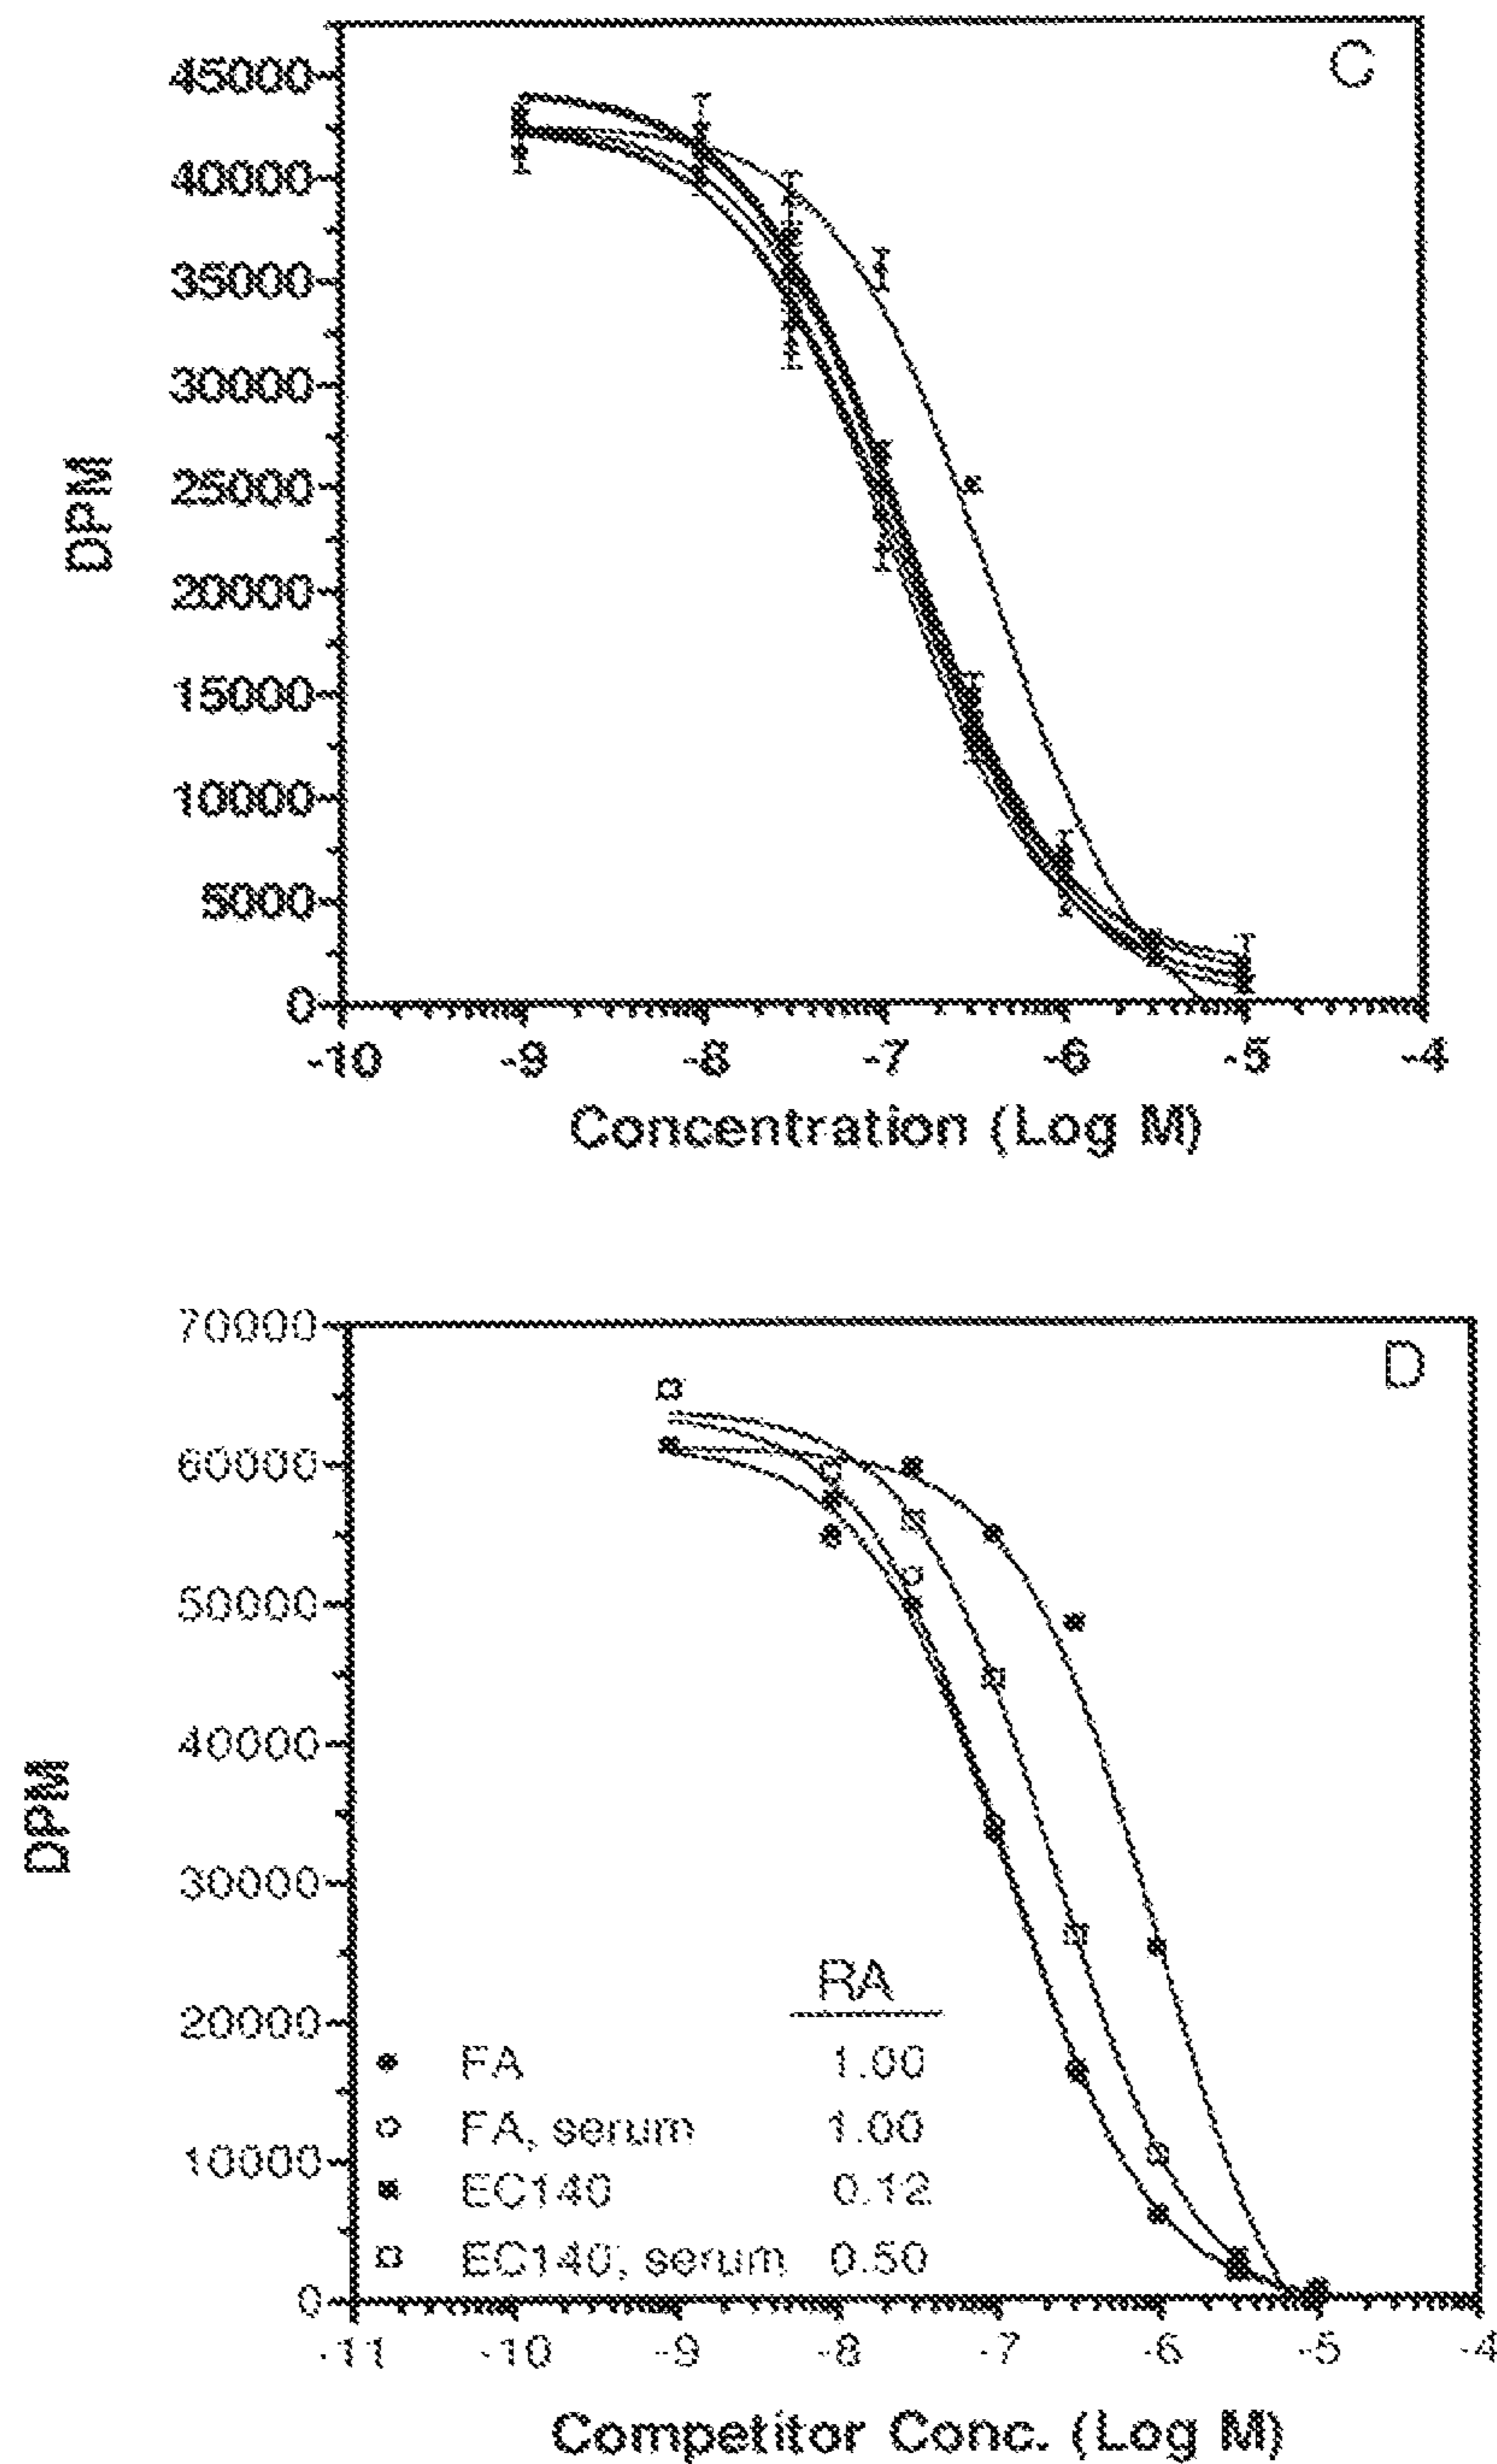 C
45000
40000
35000
30000
25000
20000
15000
10000
5000
0
DPM
-10 -9 -8 -7 -6 -5 -4
Concentration (Log M)
D
70000
60000
50000
40000
30000
20000
10000
0
DPM
RA
FA 1.00
FA, serum 1.00
EC140 0.12
EC140, serum 0.50
-11 -10 -9 -8 -7 -6 -5 -4
Competitor Conc. (Log M)